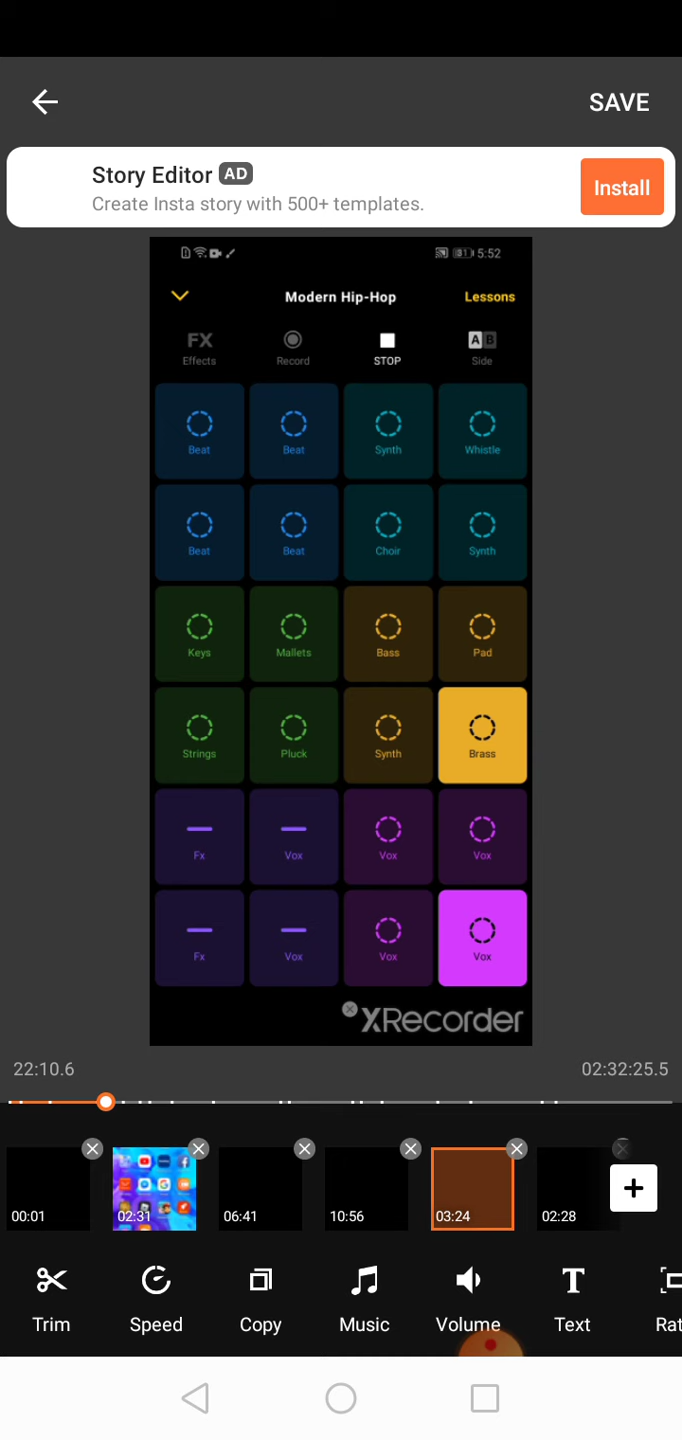 SAVE
Story Editor AD
Create Insta story with 500+ templates.
Install
31 5:52
Modern Hip-Hop
Lessons
FX
A B
Effects
Record
STOP
Side
Beat
Beat
Synth
Whistle
Beat
Beat
Choir
Synth
Keys
Mallets
Bass
Pad
Strings
Pluck
Synth
Brass
Fx
Vox
Vox
Vox
Fx
Vox
Vox
Vox
XRecorder
22:10.6
02:32:25.5
00:01
02:31
06:41
10:56
03:24
02:28
Trim
Speed
Copy
Music
Volume
T
Text
Rat